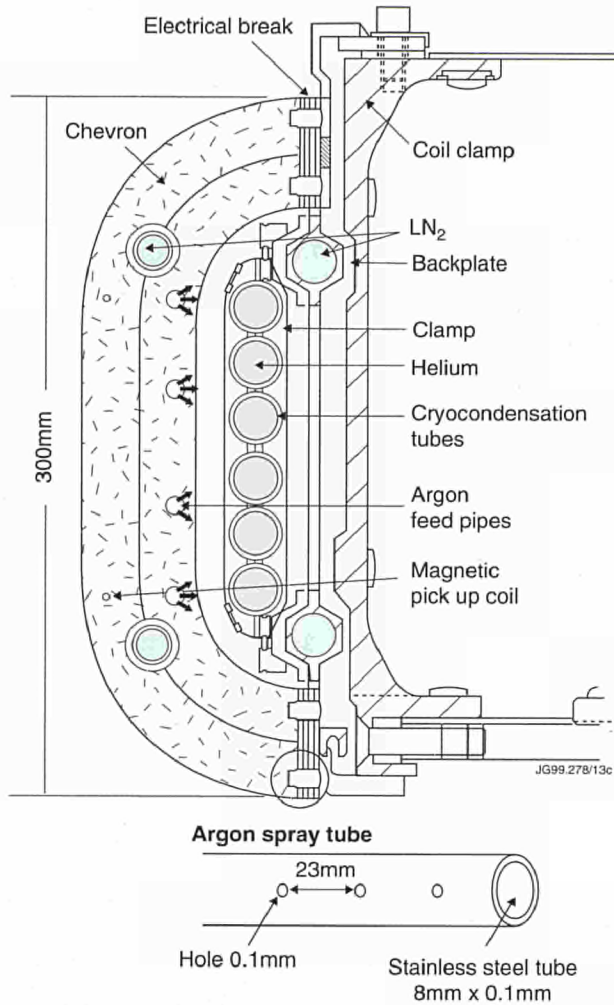 Electrical break
Chevron
Coil clamp
LN₂
Backplate
Clamp
Helium
Cryocondensation
tubes
300mm
Argon
feed pipes
Magnetic
pick up coil
JG99.278/13c
Argon spray tube
23mm
Hole 0.1mm
Stainless steel tube
8mm x 0.1mm